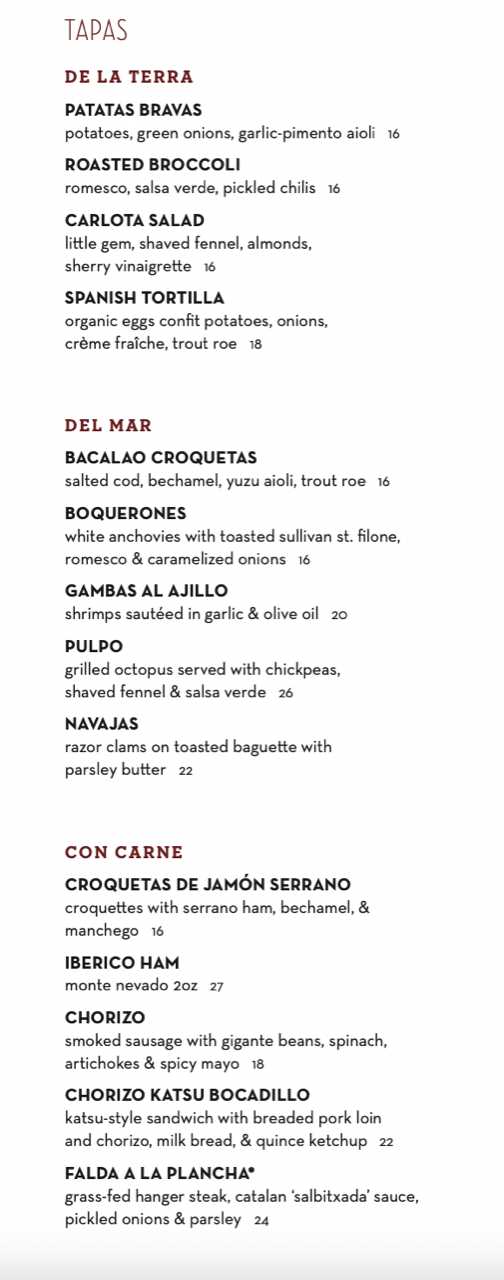 TAPAS
DE LA TERRA
PATATAS BRAVAS
potatoes, green onions, garlic-pimento aioli 16
ROASTED BROCCOLI
romesco, salsa verde, pickled chilis 16
CARLOTA SALAD
little gem, shaved fennel, almonds,
sherry vinaigrette 16
SPANISH TORTILLA
organic eggs confit potatoes, onions,
crème fraîche, trout roe 18
DEL MAR
BACALAO CROQUETAS
salted cod, bechamel, yuzu aioli, trout roe 16
BOQUERONES
white anchovies with toasted sullivan st. filone,
romesco & caramelized onions 16
GAMBAS AL AJILLO
shrimps sautéed in garlic & olive oil 20
PULPO
grilled octopus served with chickpeas,
shaved fennel & salsa verde 26
NAVAJAS
razor clams on toasted baguette with
parsley butter 22
CON CARNE
CROQUETAS DE JAMÓN SERRANO
croquettes with serrano ham, bechamel, &
manchego 16
IBERICO HAM
monte nevado 2oz 27
CHORIZO
smoked sausage with gigante beans, spinach,
artichokes & spicy mayo 18
CHORIZO KATSU BOCADILLO
katsu-style sandwich with breaded pork loin
and chorizo, milk bread, & quince ketchup 22
FALDA A LA PLANCHA*
grass-fed hanger steak, catalan ‘salbitxada’ sauce,
pickled onions & parsley 24